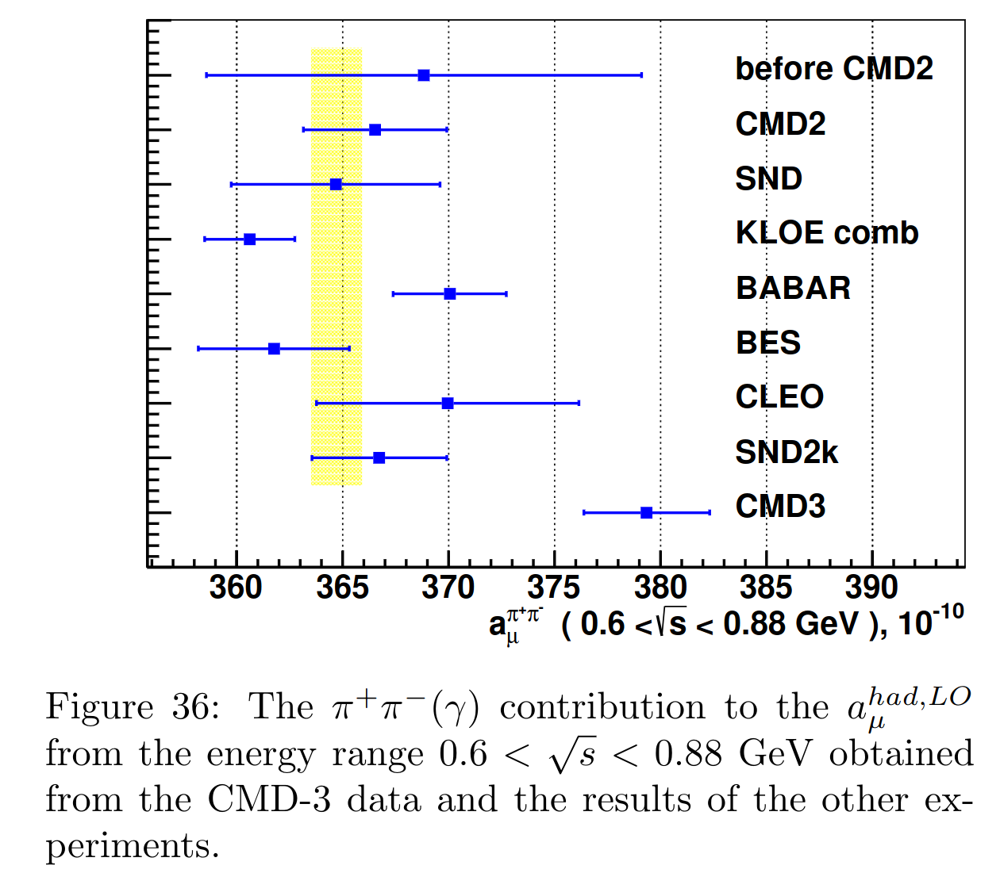 before CMD2
CMD2
SND
KLOE comb
BABAR
BES
CLEO
SND2k
CMD3
360 365 370 375 380 385 390
a_μ^{π⁺π⁻} ( 0.6 <√s < 0.88 GeV ), 10^{-10}
Figure 36: The π⁺π⁻(γ) contribution to the a_μ^{had,LO}
from the energy range 0.6 < √s < 0.88 GeV obtained
from the CMD-3 data and the results of the other ex-
periments.